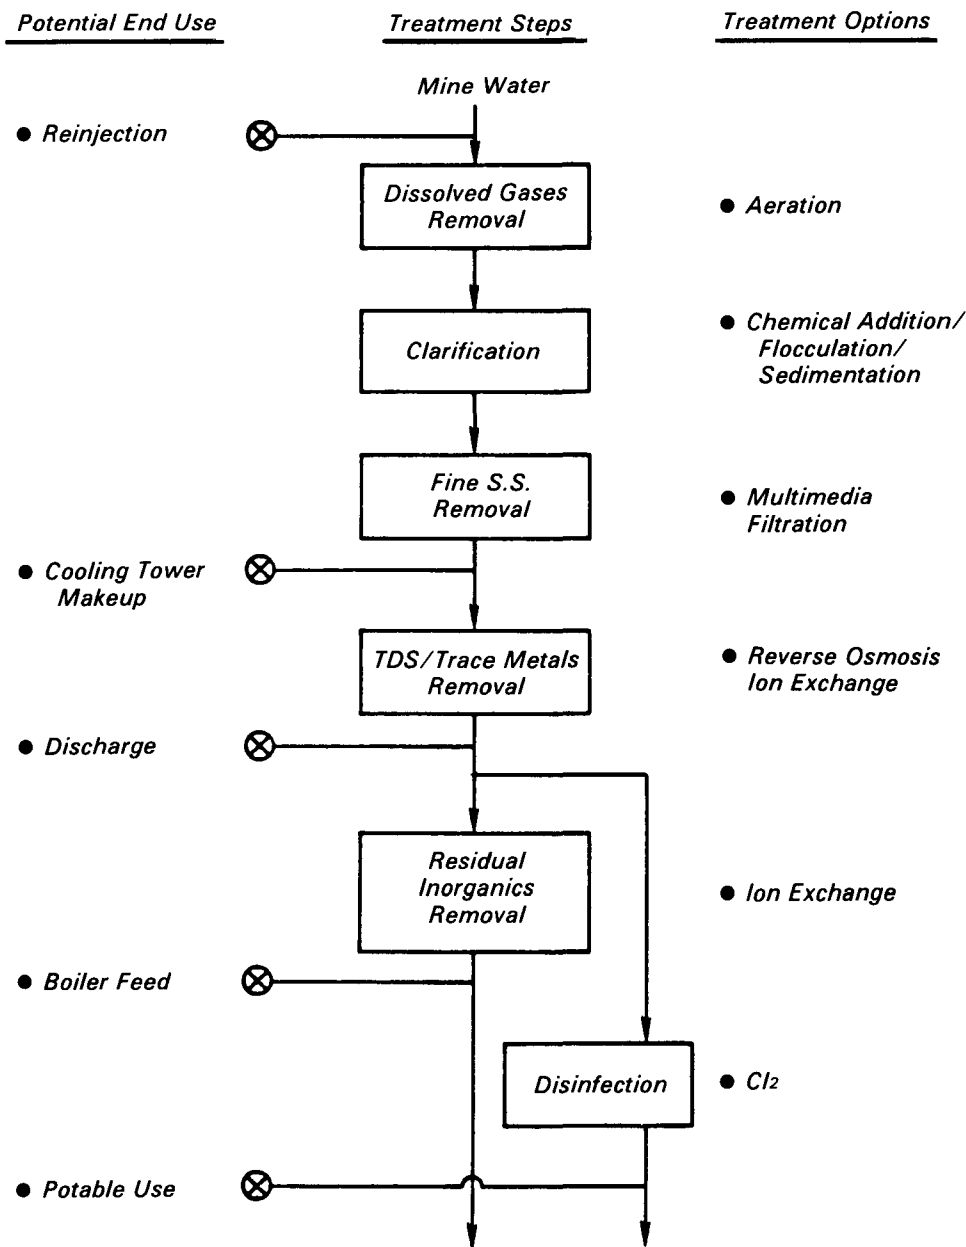 Potential End Use
Treatment Steps
Treatment Options
Mine Water
● Reinjection
Dissolved Gases
Removal
● Aeration
Clarification
● Chemical Addition/
Flocculation/
Sedimentation
Fine S.S.
Removal
● Multimedia
Filtration
● Cooling Tower
Makeup
TDS/Trace Metals
Removal
● Reverse Osmosis
Ion Exchange
● Discharge
Residual
Inorganics
Removal
● Ion Exchange
● Boiler Feed
Disinfection
● Cl2
● Potable Use